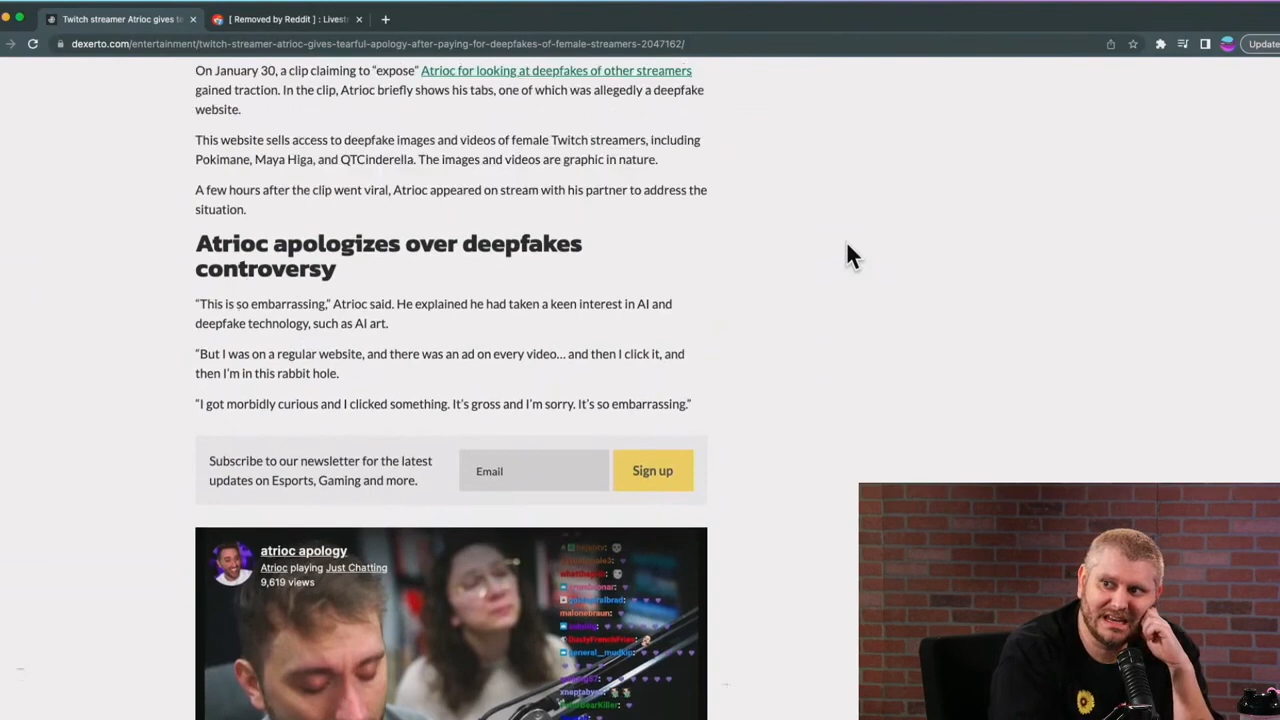 Twitch streamer Atrioc gives t
[ Removed by Reddit ] : Livest
dexerto.com/entertainment/twitch-streamer-atrioc-gives-tearful-apology-after-paying-for-deepfakes-of-female-streamers-2047162/
Update
On January 30, a clip claiming to “expose” Atrioc for looking at deepfakes of other streamers
gained traction. In the clip, Atrioc briefly shows his tabs, one of which was allegedly a deepfake
website.
This website sells access to deepfake images and videos of female Twitch streamers, including
Pokimane, Maya Higa, and QTCinderella. The images and videos are graphic in nature.
A few hours after the clip went viral, Atrioc appeared on stream with his partner to address the
situation.
Atrioc apologizes over deepfakes
controversy
“This is so embarrassing,” Atrioc said. He explained he had taken a keen interest in AI and
deepfake technology, such as AI art.
“But I was on a regular website, and there was an ad on every video… and then I click it, and
then I’m in this rabbit hole.
“I got morbidly curious and I clicked something. It’s gross and I’m sorry. It’s so embarrassing.”
Subscribe to our newsletter for the latest
updates on Esports, Gaming and more.
Email
Sign up
atrioc apology
Atrioc playing Just Chatting
9,619 views
malonebraun:
DustyFrenchFries:
general_mudkip: